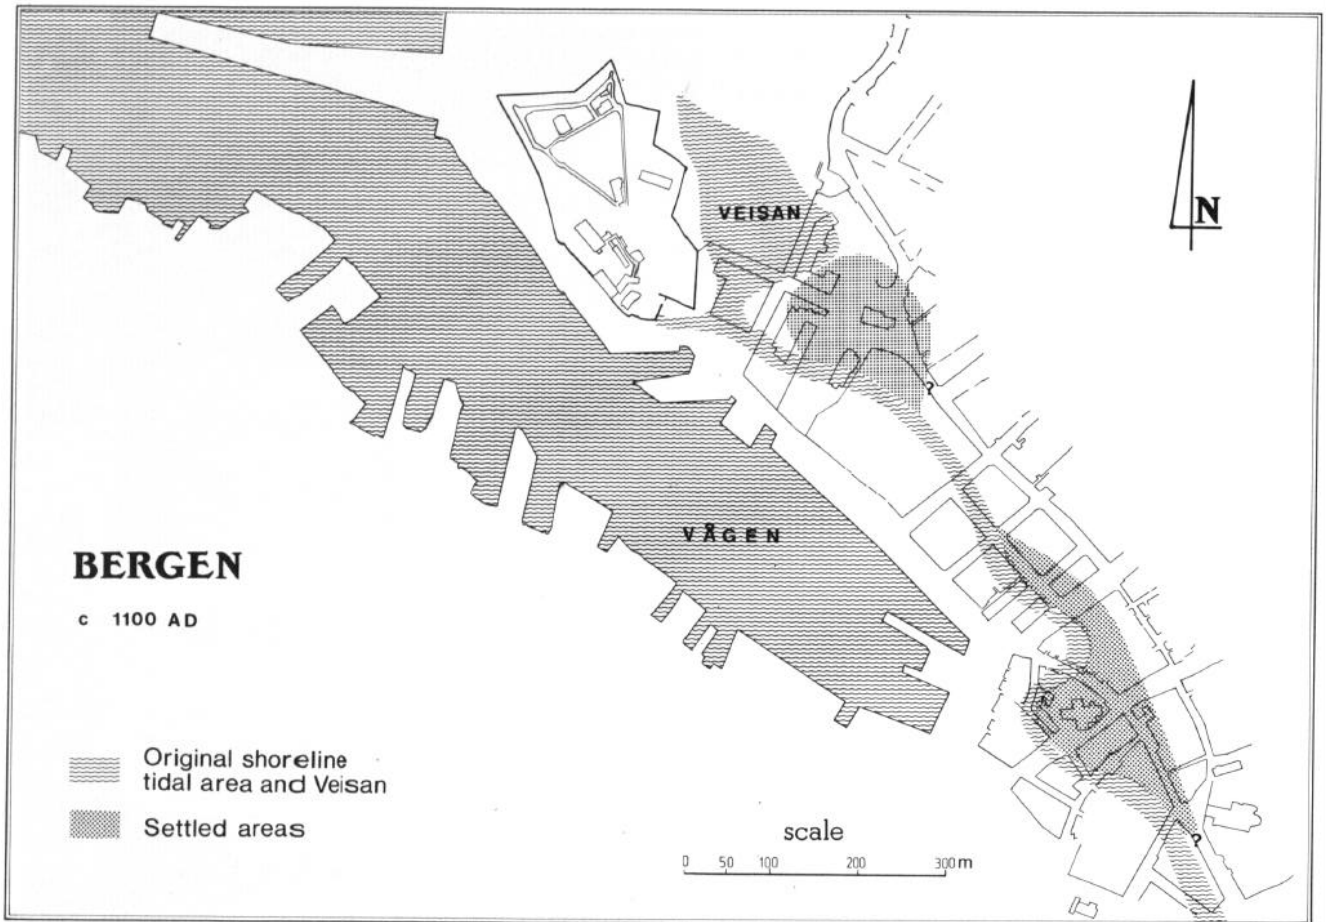 N
VEISAN
?
VÅGEN
BERGEN
c 1100 AD
Original shoreline
tidal area and Veisan
Settled areas
?
scale
0 50 100 200 300 m